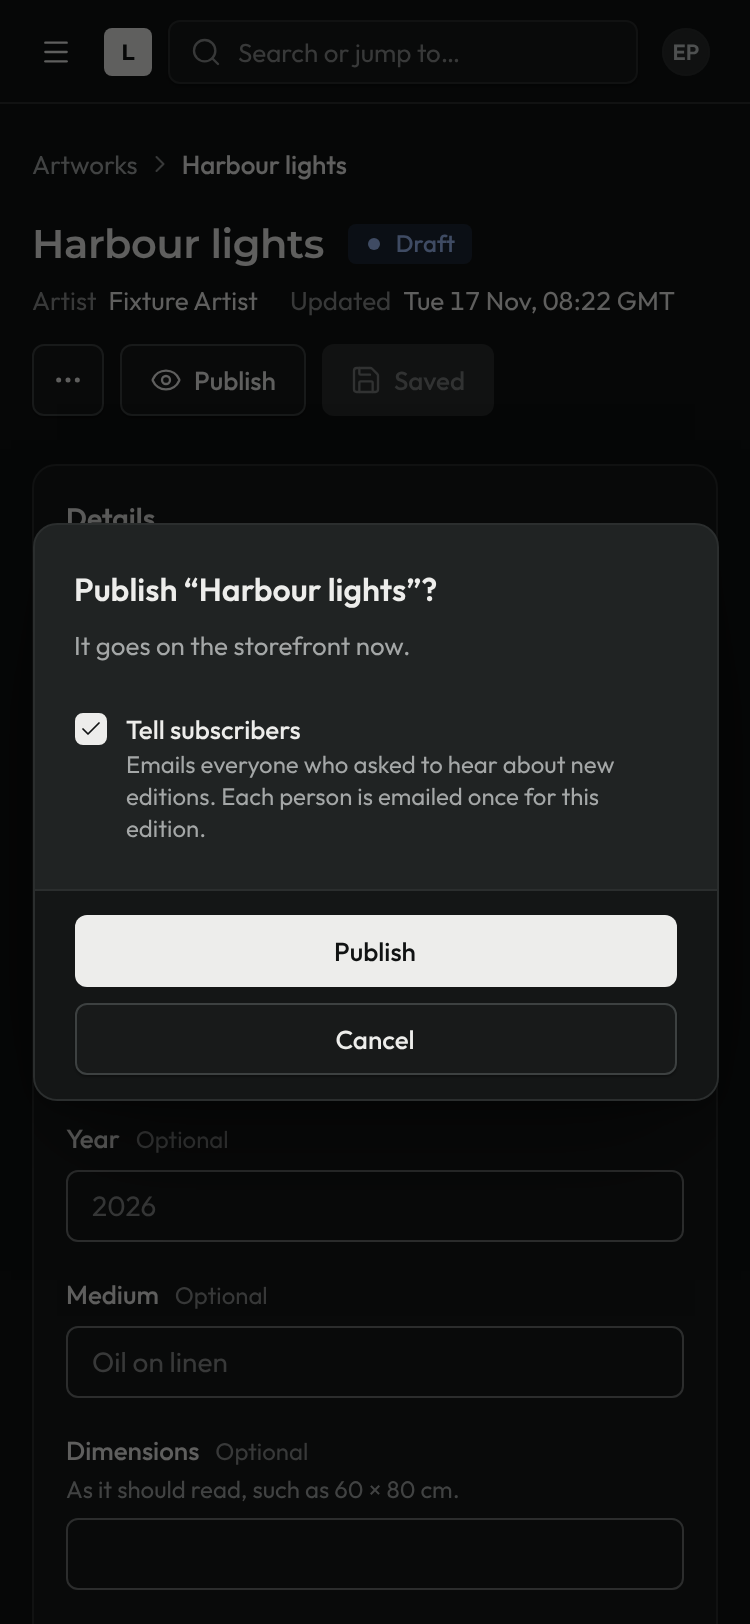 L
Search or jump to…
EP
Artworks
Harbour lights
Harbour lights
Draft
Artist Fixture Artist Updated Tue 17 Nov, 08:22 GMT
Publish
Saved
Details
Publish “Harbour lights”?
It goes on the storefront now.
Tell subscribers
Emails everyone who asked to hear about new
editions. Each person is emailed once for this
edition.
Publish
Cancel
Year Optional
2026
Medium Optional
Oil on linen
Dimensions Optional
As it should read, such as 60 × 80 cm.